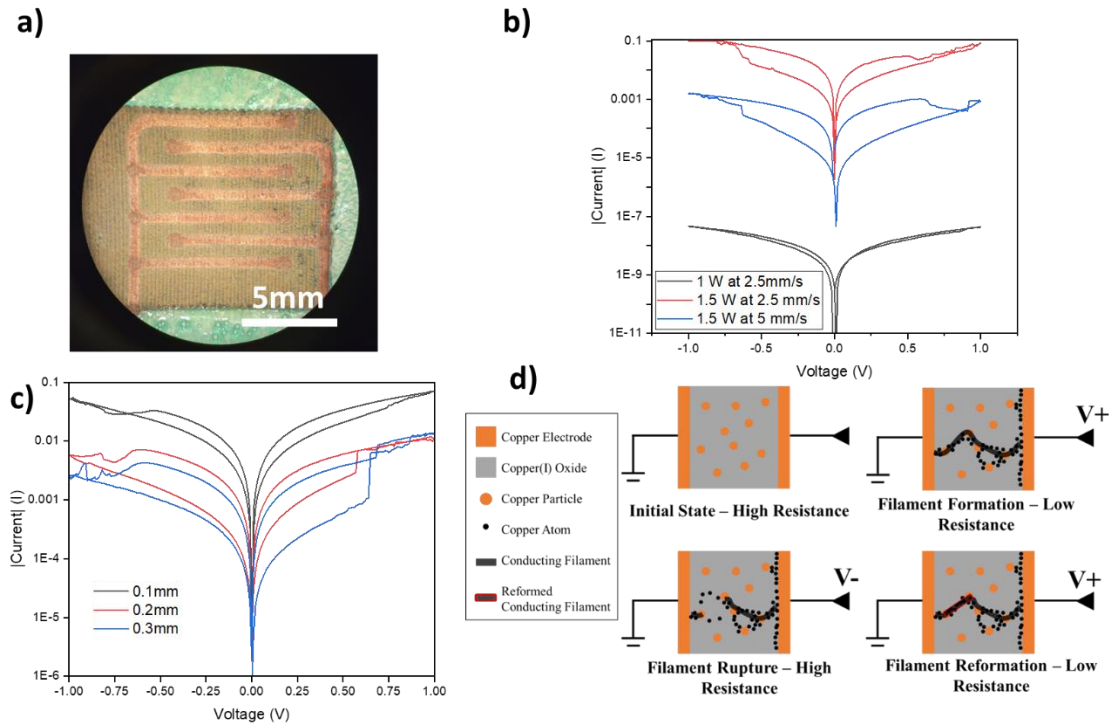 a)
5mm
b)
|Current| (I)
0.1
0.001
1E-5
1E-7
1E-9
1E-11
1 W at 2.5mm/s
1.5 W at 2.5 mm/s
1.5 W at 5 mm/s
-1.0
-0.5
0.0
0.5
1.0
Voltage (V)
c)
|Current| (I)
0.1
0.01
0.001
1E-4
1E-5
1E-6
0.1mm
0.2mm
0.3mm
-1.00
-0.75
-0.50
-0.25
0.00
0.25
0.50
0.75
1.00
Voltage (V)
d)
Copper Electrode
Copper(I) Oxide
Copper Particle
Copper Atom
Conducting Filament
Reformed
Conducting Filament
Initial State – High Resistance
V+
Filament Formation – Low
Resistance
V-
Filament Rupture – High
Resistance
V+
Filament Reformation – Low
Resistance